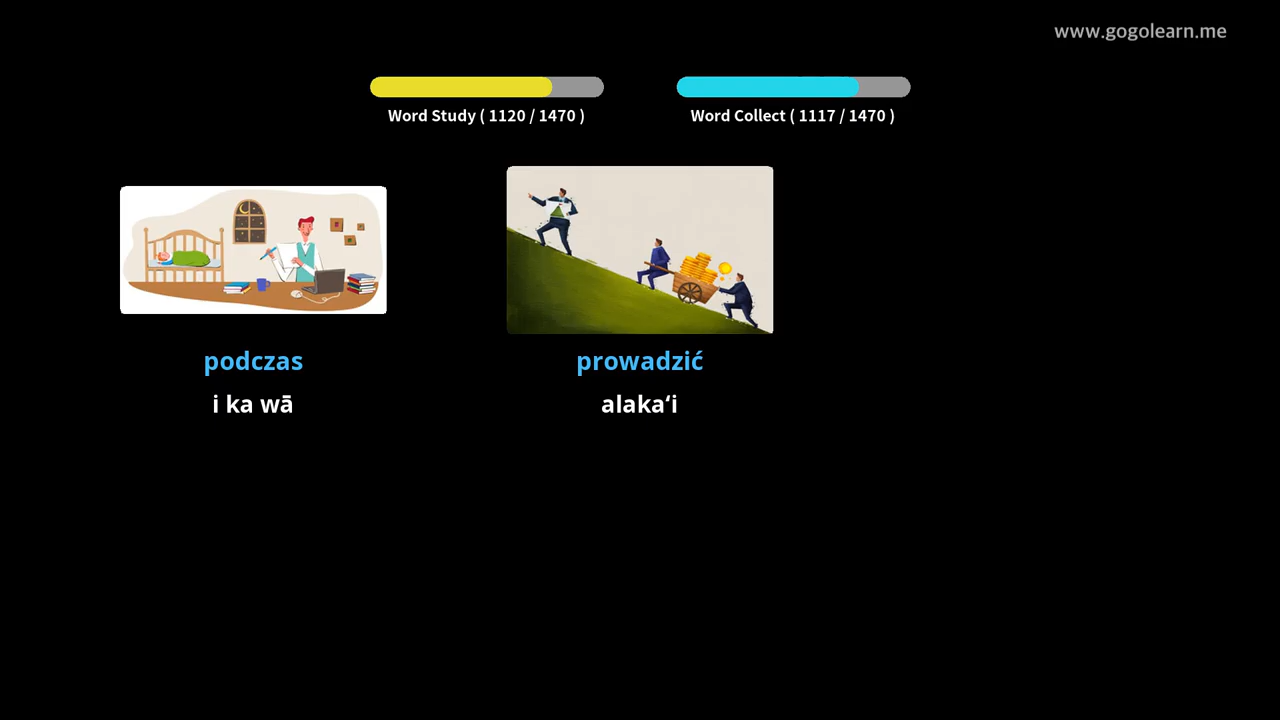 www.gogolearn.me
Word Study ( 1120 / 1470 )
Word Collect ( 1117 / 1470 )
podczas
prowadzić
i ka wā
alakaʻi